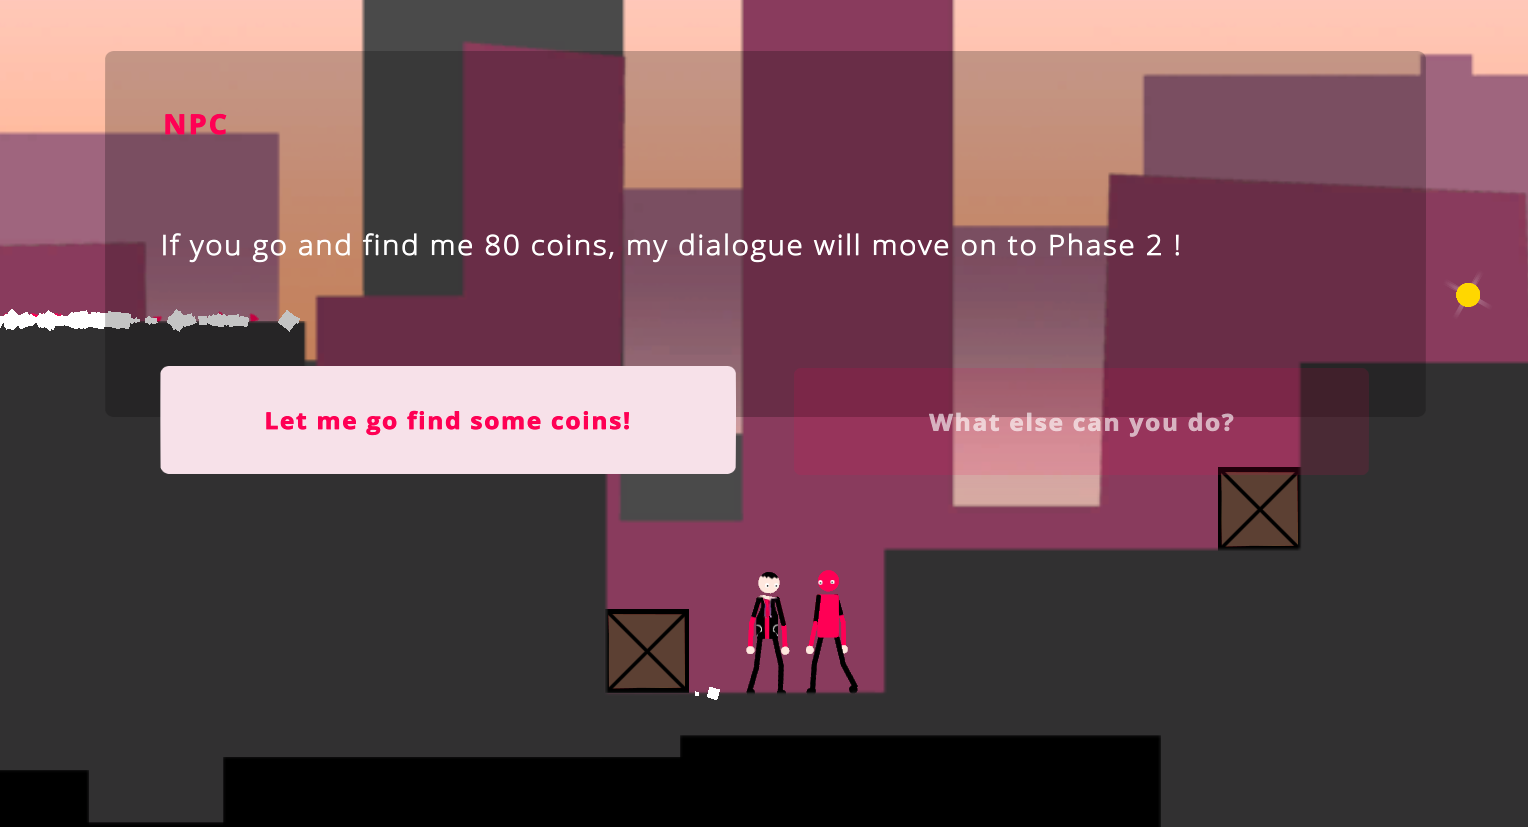 NPC
If you go and find me 80 coins, my dialogue will move on to Phase 2 !
Let me go find some coins!
What else can you do?